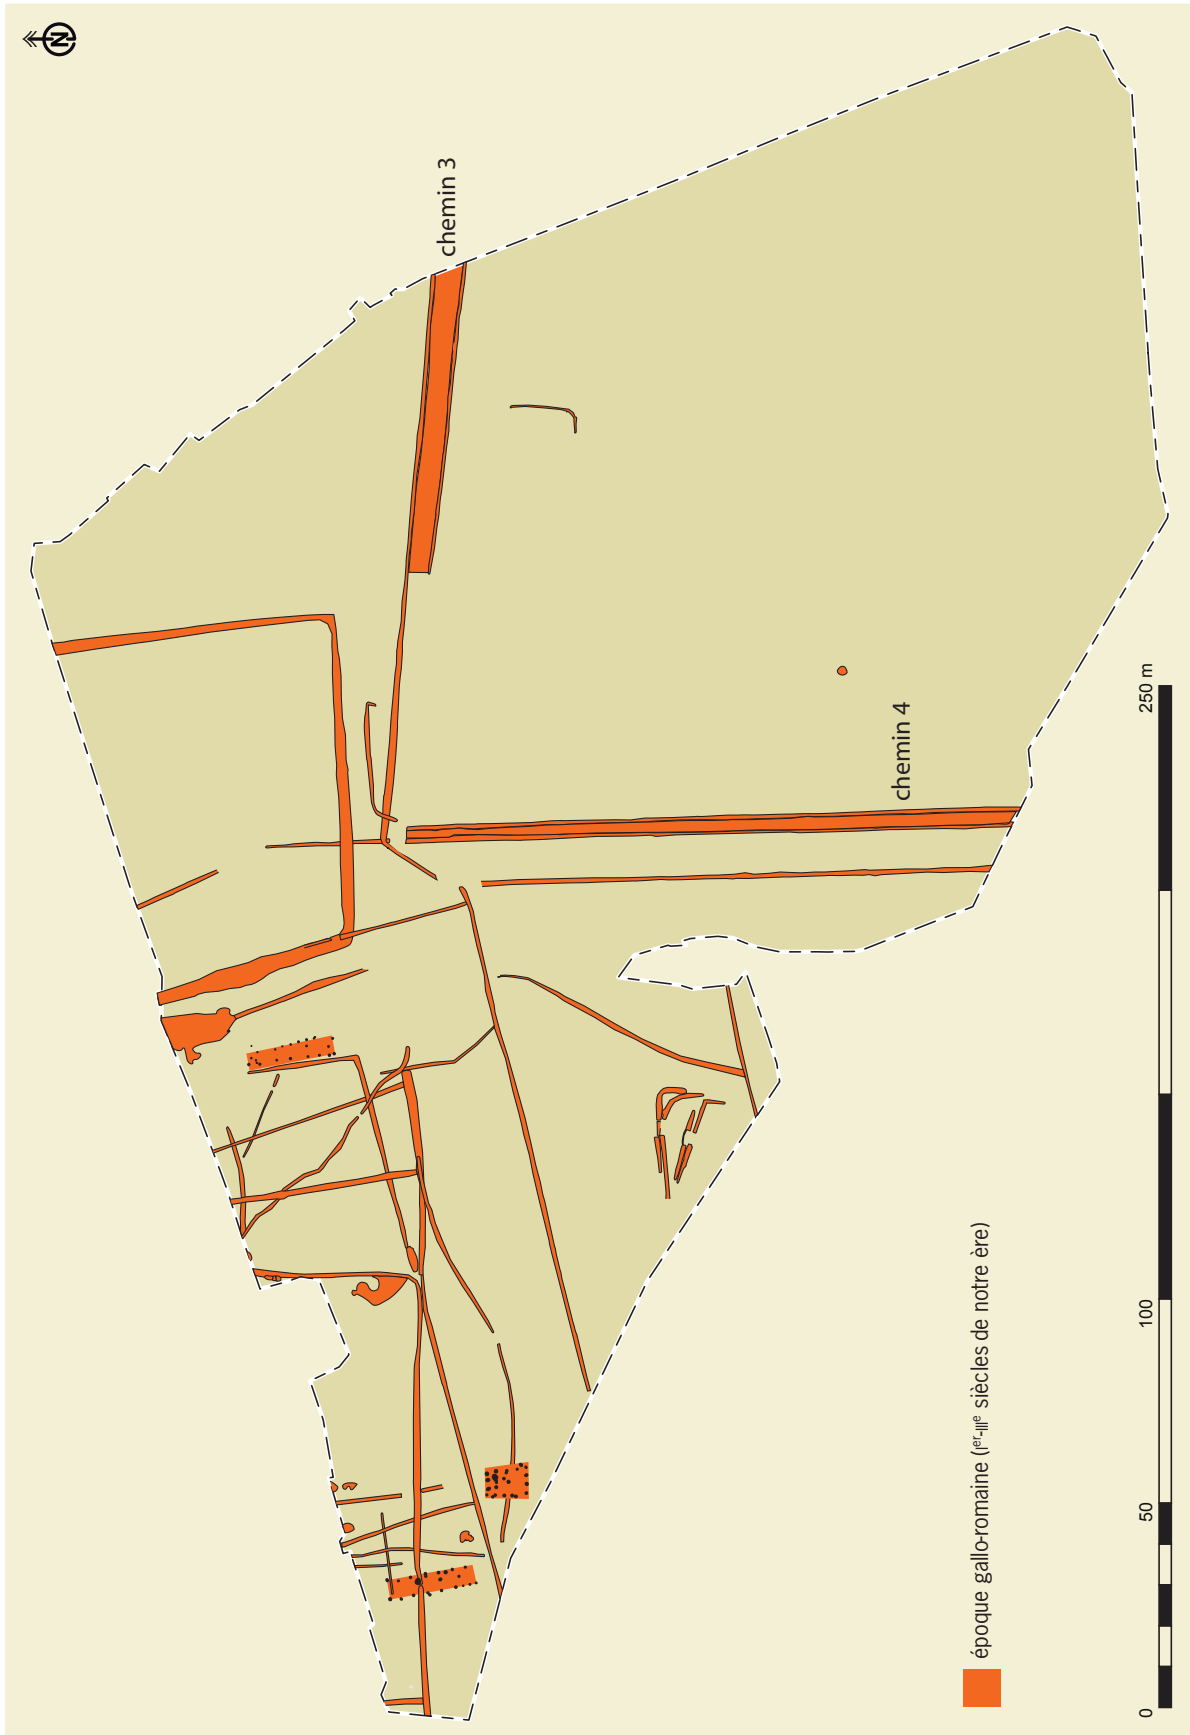 N
chemin 3
chemin 4
époque gallo-romaine (Iᵉʳ-IIIᵉ siècles de notre ère)
0 50 100 250 m